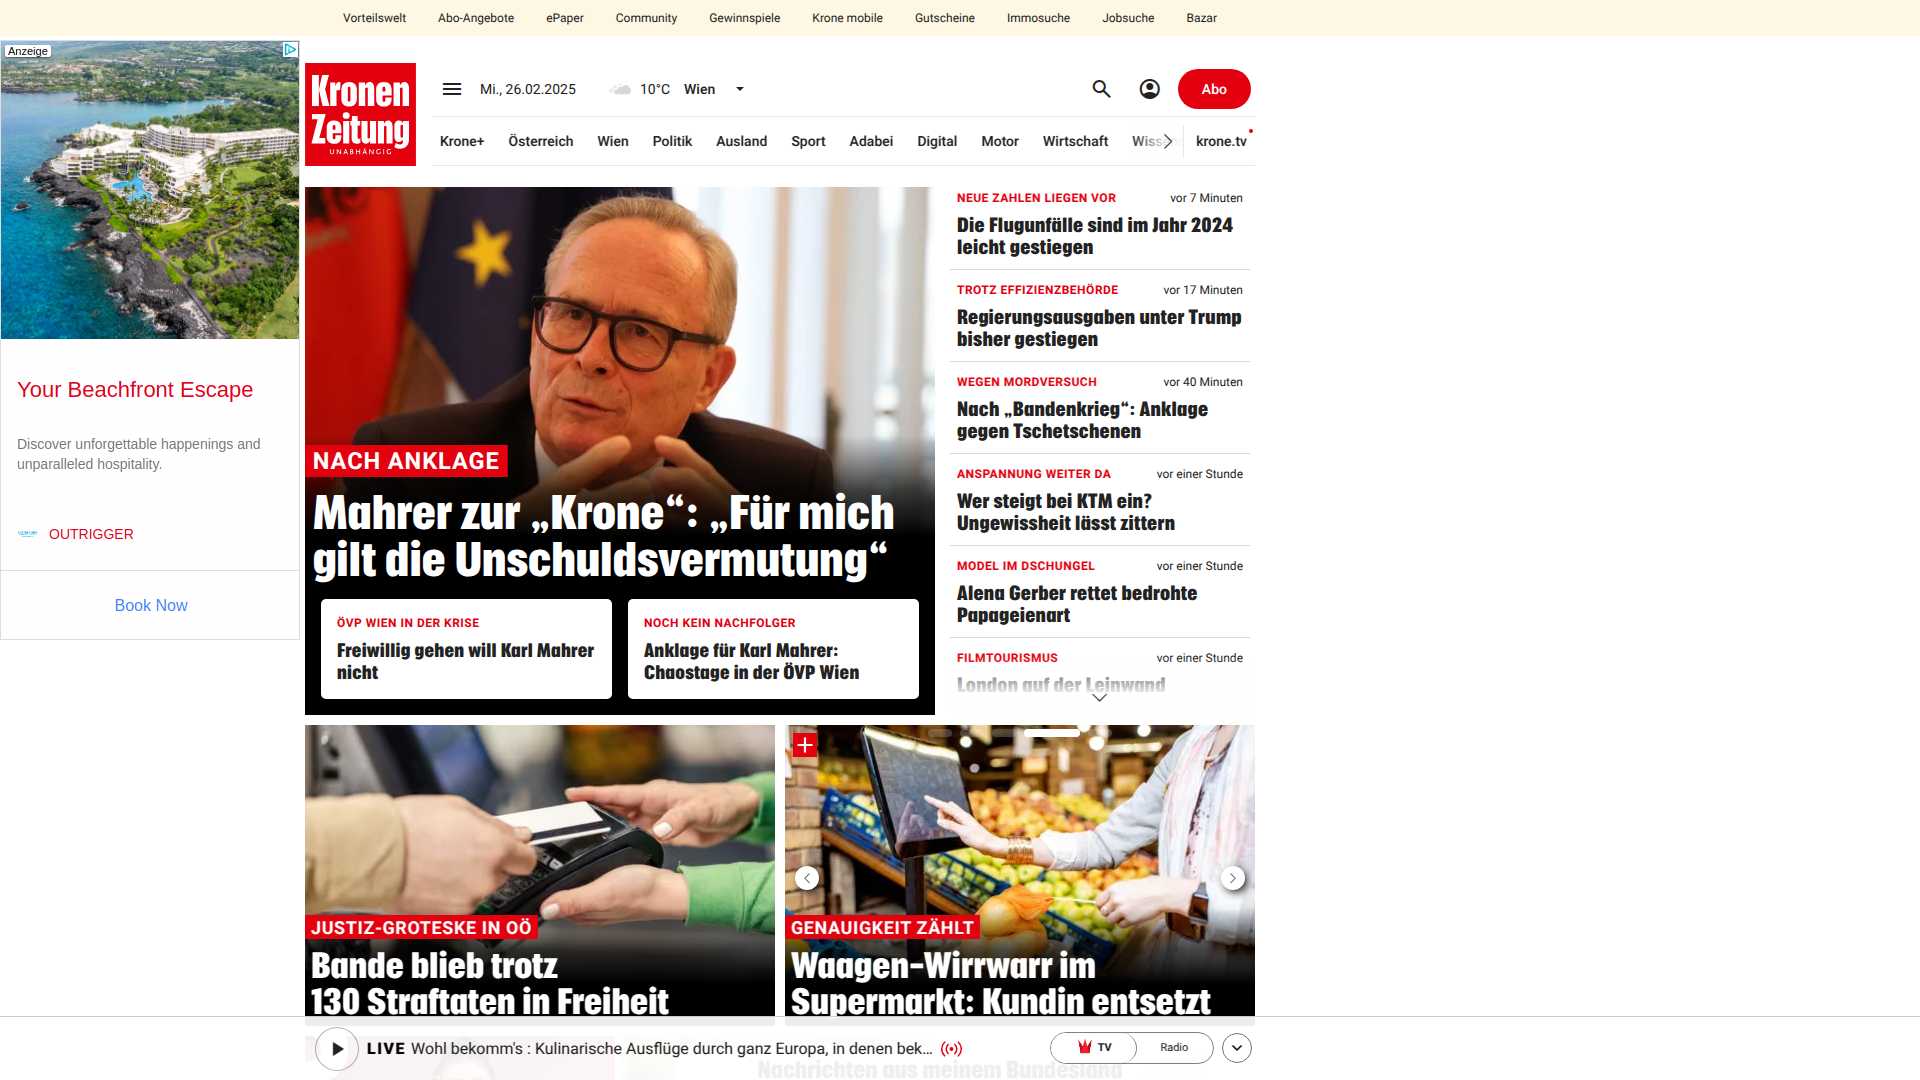 Vorteilswelt
Abo-Angebote
ePaper
Community
Gewinnspiele
Krone mobile
Gutscheine
Immosuche
Jobsuche
Bazar
Anzeige
Your Beachfront Escape
Discover unforgettable happenings and
unparalleled hospitality.
OUTRIGGER
Book Now
Kronen
Zeitung
UNABHÄNGIG
Mi., 26.02.2025
10°C
Wien
Abo
Krone+
Österreich
Wien
Politik
Ausland
Sport
Adabei
Digital
Motor
Wirtschaft
krone.tv
NACH ANKLAGE
Mahrer zur „Krone“: „Für mich
gilt die Unschuldsvermutung“
ÖVP WIEN IN DER KRISE
Freiwillig gehen will Karl Mahrer
nicht
NOCH KEIN NACHFOLGER
Anklage für Karl Mahrer:
Chaostage in der ÖVP Wien
NEUE ZAHLEN LIEGEN VOR
vor 7 Minuten
Die Flugunfälle sind im Jahr 2024
leicht gestiegen
TROTZ EFFIZIENZBEHÖRDE
vor 17 Minuten
Regierungsausgaben unter Trump
bisher gestiegen
WEGEN MORDVERSUCH
vor 40 Minuten
Nach „Bandenkrieg“: Anklage
gegen Tschetschenen
ANSPANNUNG WEITER DA
vor einer Stunde
Wer steigt bei KTM ein?
Ungewissheit lässt zittern
MODEL IM DSCHUNGEL
vor einer Stunde
Alena Gerber rettet bedrohte
Papageienart
FILMTOURISMUS
vor einer Stunde
London auf der Leinwand
JUSTIZ-GROTESKE IN OÖ
Bande blieb trotz
130 Straftaten in Freiheit
GENAUIGKEIT ZÄHLT
Waagen-Wirrwarr im
Supermarkt: Kundin entsetzt
LIVE Wohl bekomm's : Kulinarische Ausflüge durch ganz Europa, in denen bek...
TV
Radio
Nachrichten aus meinem Bundesland